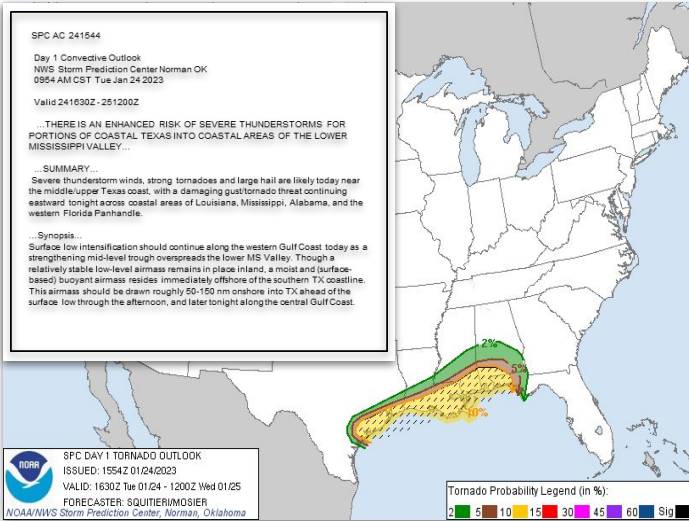 SPC AC 241544
Day 1 Convective Outlook
NWS Storm Prediction Center Norman OK
0954 AM CST Tue Jan 24 2023
Valid 241630Z - 251200Z
...THERE IS AN ENHANCED RISK OF SEVERE THUNDERSTORMS FOR
PORTIONS OF COASTAL TEXAS INTO COASTAL AREAS OF THE LOWER
MISSISSIPPI VALLEY...
...SUMMARY...
Severe thunderstorm winds, strong tornadoes and large hail are likely today near
the middle/upper Texas coast, with a damaging gust/tornado threat continuing
eastward tonight across coastal areas of Louisiana, Mississippi, Alabama, and the
western Florida Panhandle.
...Synopsis...
Surface low intensification should continue along the western Gulf Coast today as a
strengthening mid-level trough overspreads the lower MS Valley. Though a
relatively stable low-level airmass remains in place inland, a moist and (surface-
based) buoyant airmass resides immediately offshore of the southern TX coastline.
This airmass should be drawn roughly 50-150 nm onshore into TX ahead of the
surface low through the afternoon, and later tonight along the central Gulf Coast.
2%
5%
10%
NOAA
SPC DAY 1 TORNADO OUTLOOK
ISSUED: 1554Z 01/24/2023
VALID: 1630Z Tue 01/24 - 1200Z Wed 01/25
FORECASTER: SQUITIERI/MOSIER
NOAA/NWS Storm Prediction Center, Norman, Oklahoma
Tornado Probability Legend (in %):
2 5 10 15 30 45 60 Sig